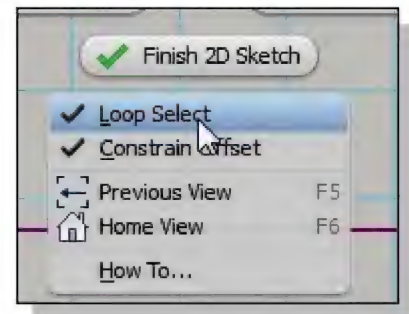 Finish 2D Sketch
Loop Select
Constrain Offset
Previous View F5
Home View F6
How To...